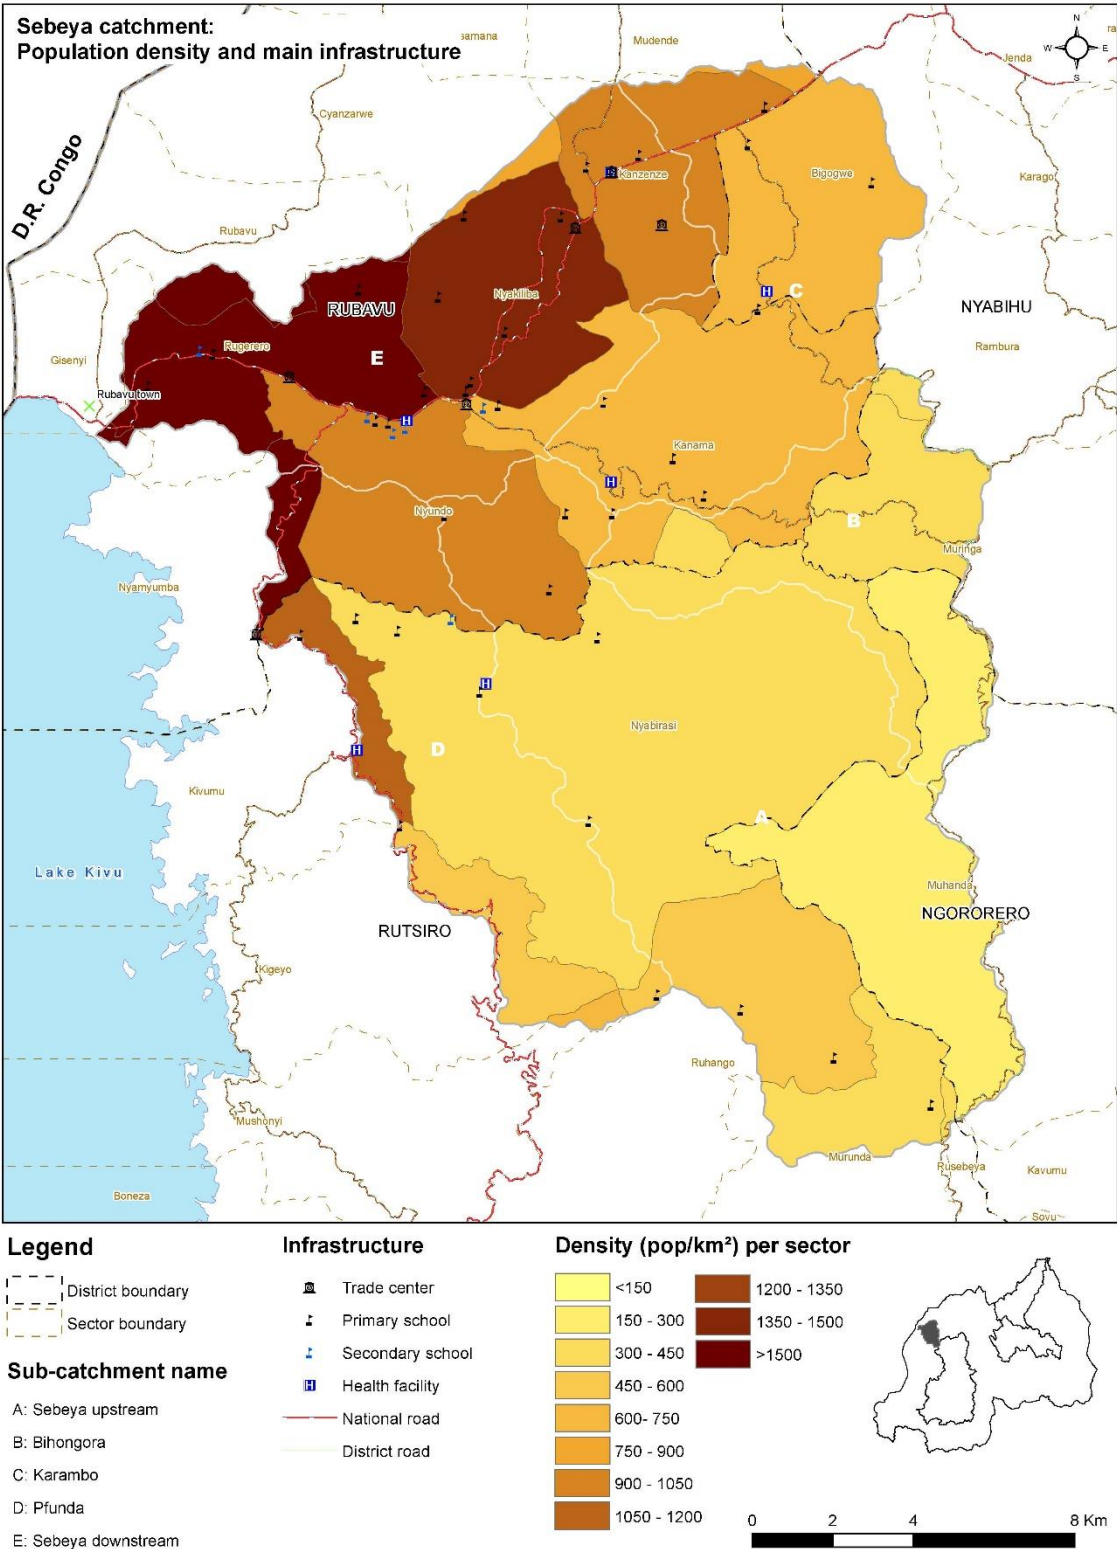 Sebeya catchment:
Population density and main infrastructure
amana
Mudende
N
W
E
S
Jenda
ra
Cyanzarwe
D.R. Congo
Kanzenze
Bigogwe
Karago
Rubavu
Nyakiliba
C
RUBAVU
NYABIHU
Gisenyi
Rugerero
E
Rambura
Rubavu town
Kanama
Nyundo
B
Muringa
Nyamyumba
Nyabirasi
D
Kivumu
A
Lake Kivu
Muhanda
NGORORERO
RUTSIRO
Kigeyo
Ruhango
Mushonyi
Murunda
Rusebeya
Kavumu
Boneza
Sovu
Legend
District boundary
Sector boundary
Sub-catchment name
A: Sebeya upstream
B: Bihongora
C: Karambo
D: Pfunda
E: Sebeya downstream
Infrastructure
Trade center
Primary school
Secondary school
H Health facility
National road
District road
Density (pop/km²) per sector
<150
150 - 300
300 - 450
450 - 600
600- 750
750 - 900
900 - 1050
1050 - 1200
1200 - 1350
1350 - 1500
>1500
0 2 4 8 Km